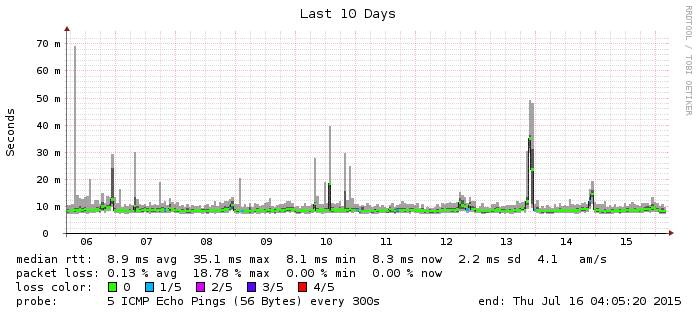 Last 10 Days
RRDTOOL / TOBI OETIKER
Seconds
70 m
60 m
50 m
40 m
30 m
20 m
10 m
0
06 07 08 09 10 11 12 13 14 15
median rtt: 8.9 ms avg 35.1 ms max 8.1 ms min 8.3 ms now 2.2 ms sd 4.1 am/s
packet loss: 0.13 % avg 18.78 % max 0.00 % min 0.00 % now
loss color: 0 1/5 2/5 3/5 4/5
probe: 5 ICMP Echo Pings (56 Bytes) every 300s end: Thu Jul 16 04:05:20 2015